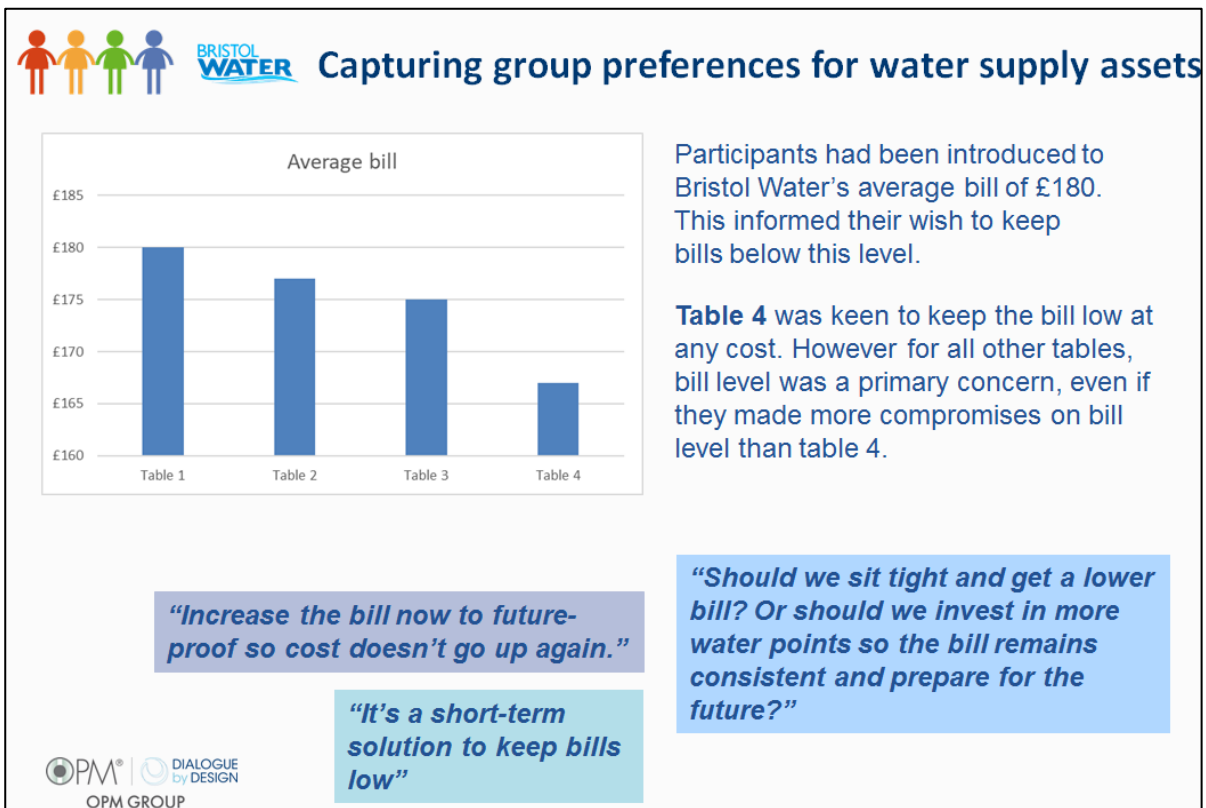 BRISTOL
WATER
Capturing group preferences for water supply assets
Average bill
£185
£180
£175
£170
£165
£160
Table 1
Table 2
Table 3
Table 4
Participants had been introduced to
Bristol Water’s average bill of £180.
This informed their wish to keep
bills below this level.
Table 4 was keen to keep the bill low at
any cost. However for all other tables,
bill level was a primary concern, even if
they made more compromises on bill
level than table 4.
“Increase the bill now to future-
proof so cost doesn’t go up again.”
“It’s a short-term
solution to keep bills
low”
“Should we sit tight and get a lower
bill? Or should we invest in more
water points so the bill remains
consistent and prepare for the
future?”
OPM®
DIALOGUE
by DESIGN
OPM GROUP